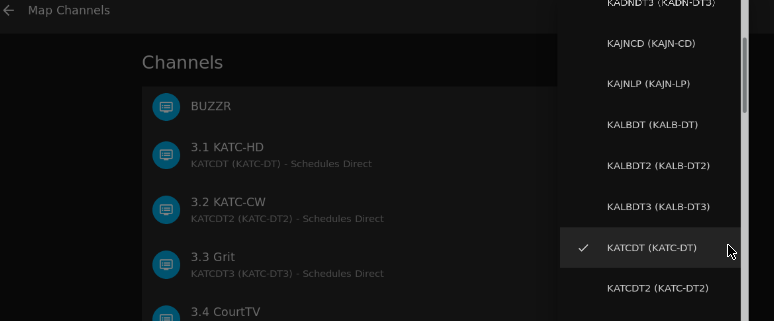 Map Channels
Channels
BUZZR
3.1 KATC-HD
KATCDT (KATC-DT) - Schedules Direct
3.2 KATC-CW
KATCDT2 (KATC-DT2) - Schedules Direct
3.3 Grit
KATCDT3 (KATC-DT3) - Schedules Direct
3.4 CourtTV
KADNDT3 (KADN-DT3)
KAJNCD (KAJN-CD)
KAJNLP (KAJN-LP)
KALBDT (KALB-DT)
KALBDT2 (KALB-DT2)
KALBDT3 (KALB-DT3)
KATCDT (KATC-DT)
KATCDT2 (KATC-DT2)